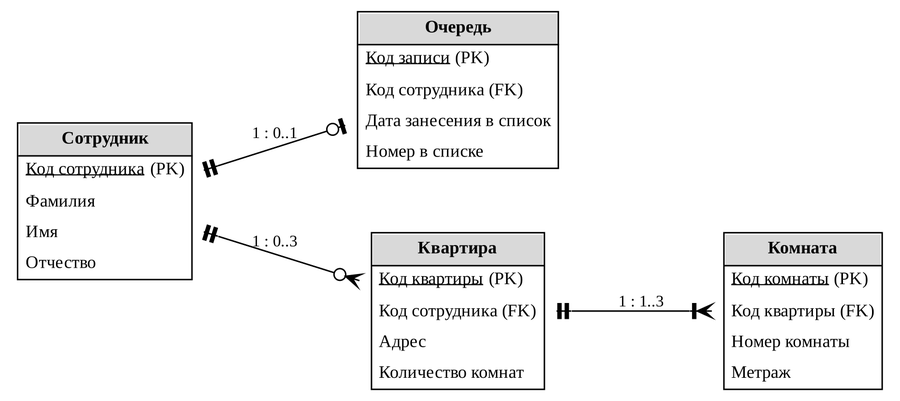 Очередь
Код записи (PK)
Код сотрудника (FK)
Дата занесения в список
Номер в списке
1 : 0..1
Сотрудник
Код сотрудника (PK)
Фамилия
Имя
Отчество
1 : 0..3
Квартира
Код квартиры (PK)
Код сотрудника (FK)
Адрес
Количество комнат
1 : 1..3
Комната
Код комнаты (PK)
Код квартиры (FK)
Номер комнаты
Метраж